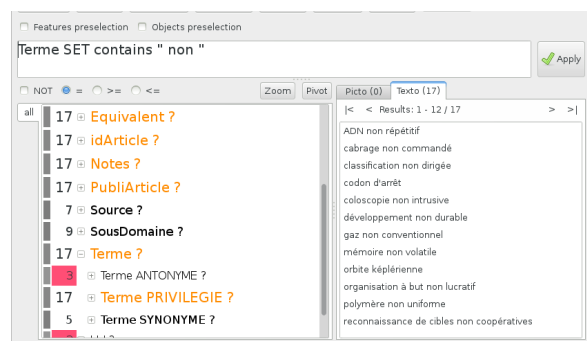 Features preselection Objects preselection
Terme SET contains " non "
Apply
NOT = >= <= Zoom Pivot
Picto (0) Texto (17)
all
17 Equivalent ?
17 idArticle ?
17 Notes ?
17 PubliArticle ?
7 Source ?
9 SousDomaine ?
17 Terme ?
3 Terme ANTONYME ?
17 Terme PRIVILEGIE ?
5 Terme SYNONYME ?
|< < Results: 1 - 12 / 17 > >|
ADN non répétitif
cabrage non commandé
classification non dirigée
codon d'arrêt
coloscopie non intrusive
développement non durable
gaz non conventionnel
mémoire non volatile
orbite képlérienne
organisation à but non lucratif
polymère non uniforme
reconnaissance de cibles non coopératives